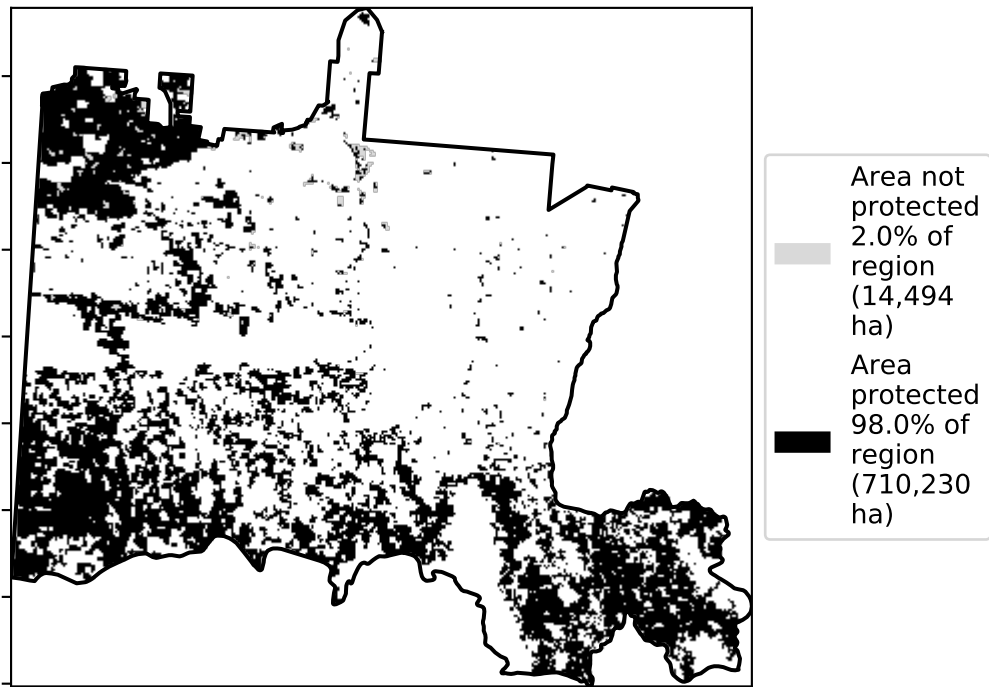 Area not
protected
2.0% of
region
(14,494
ha)
Area
protected
98.0% of
region
(710,230
ha)